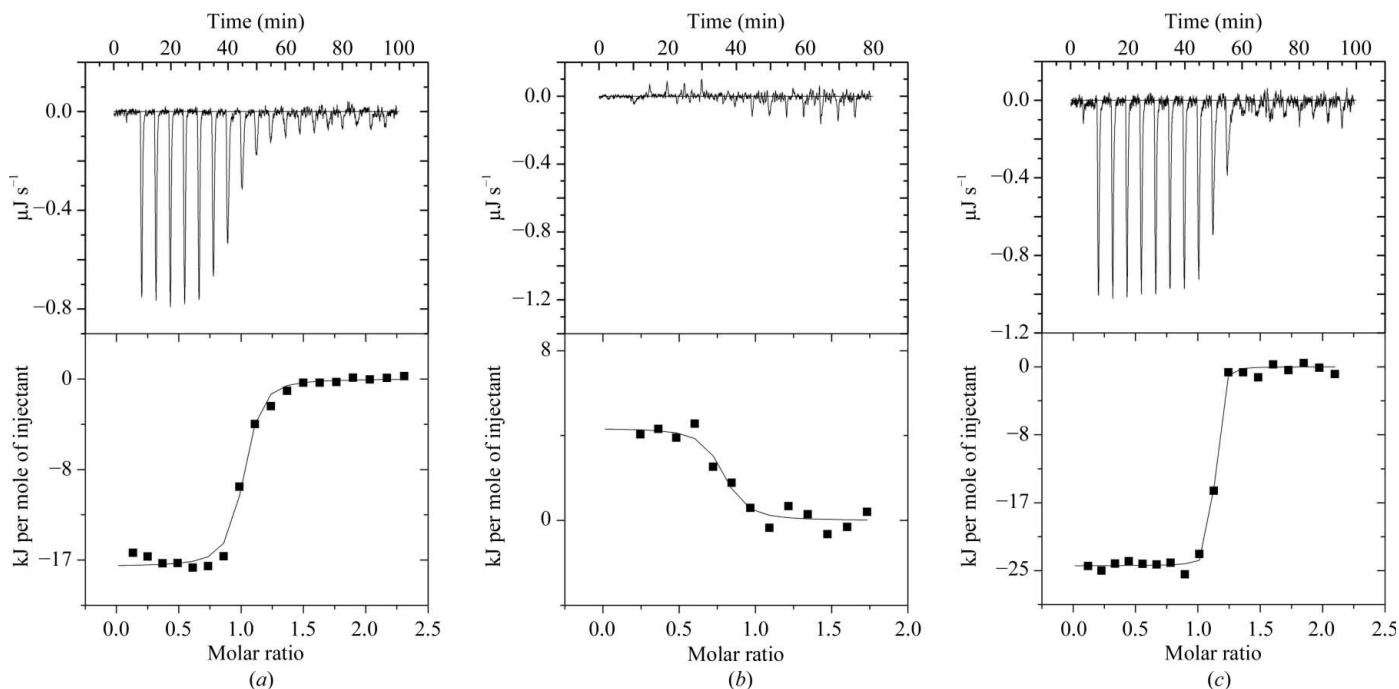 Time (min)
0 20 40 60 80 100
0.0
−0.4
−0.8
μJ s⁻¹
0
−8
−17
kJ per mole of injectant
0.0 0.5 1.0 1.5 2.0 2.5
Molar ratio
(a)
Time (min)
0 20 40 60 80
0.0
−0.4
−0.8
−1.2
μJ s⁻¹
8
0
kJ per mole of injectant
0.0 0.5 1.0 1.5 2.0
Molar ratio
(b)
Time (min)
0 20 40 60 80 100
0.0
−0.4
−0.8
−1.2
μJ s⁻¹
0
−8
−17
−25
kJ per mole of injectant
0.0 0.5 1.0 1.5 2.0
Molar ratio
(c)